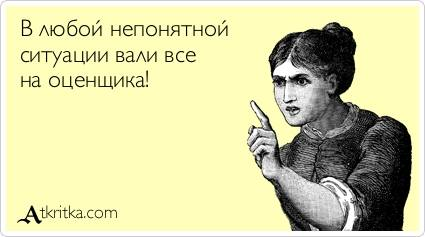 В любой непонятной
ситуации вали все
на оценщика!
Atkritka.com